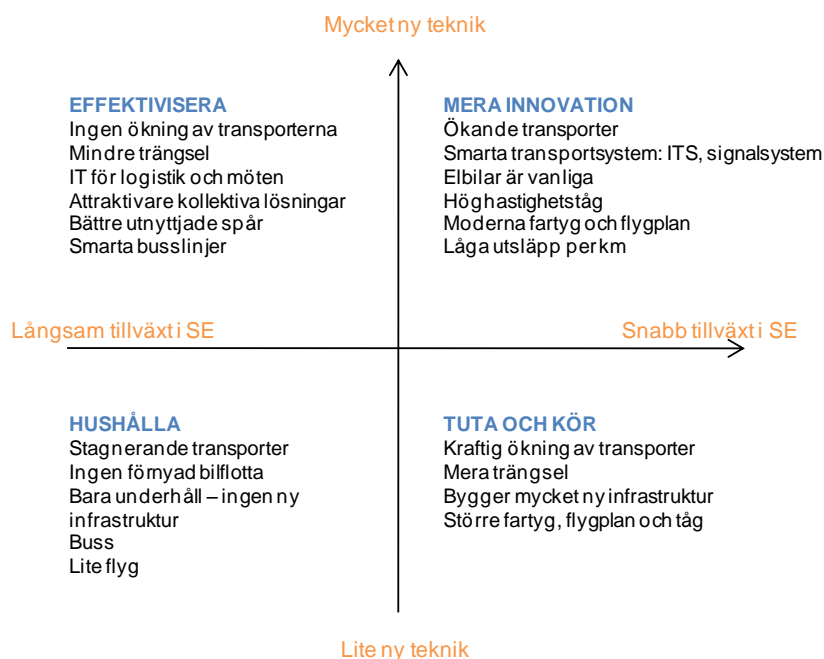 Mycket ny teknik
EFFEKTIVISERA
Ingen ökning av transporterna
Mindre trängsel
IT för logistik och möten
Attraktivare kollektiva lösningar
Bättre utnyttjade spår
Smarta busslinjer
MERA INNOVATION
Ökande transporter
Smarta transportsystem: ITS, signalsystem
Elbilar är vanliga
Höghastighetståg
Moderna fartyg och flygplan
Låga utsläpp per km
Långsam tillväxt i SE
Snabb tillväxt i SE
HUSHÅLLA
Stagnerande transporter
Ingen förnyad bilflotta
Bara underhåll – ingen ny
infrastruktur
Buss
Lite flyg
TUTA OCH KÖR
Kraftig ökning av transporter
Mera trängsel
Bygger mycket ny infrastruktur
Större fartyg, flygplan och tåg
Lite ny teknik